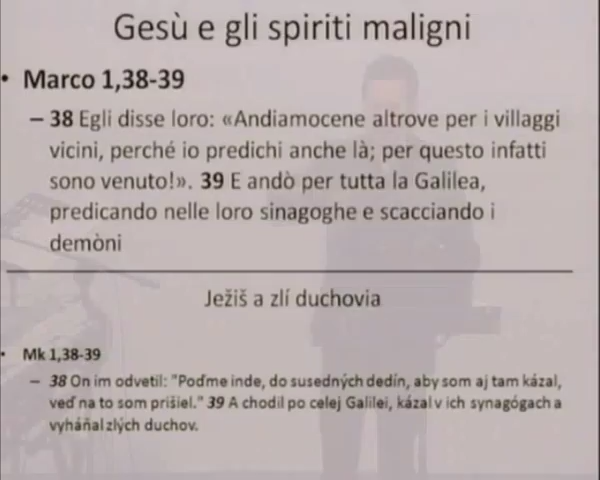 Gesù e gli spiriti maligni
• Marco 1,38-39
– 38 Egli disse loro: «Andiamocene altrove per i villaggi
vicini, perché io predichi anche là; per questo infatti
sono venuto!». 39 E andò per tutta la Galilea,
predicando nelle loro sinagoghe e scacciando i
demòni
Ježiš a zlí duchovia
• Mk 1,38-39
– 38 On im odvetil: "Poďme inde, do susedných dedín, aby som aj tam kázal,
veď na to som prišiel." 39 A chodil po celej Galilei, kázal v ich synagógach a
vyháňal zlých duchov.